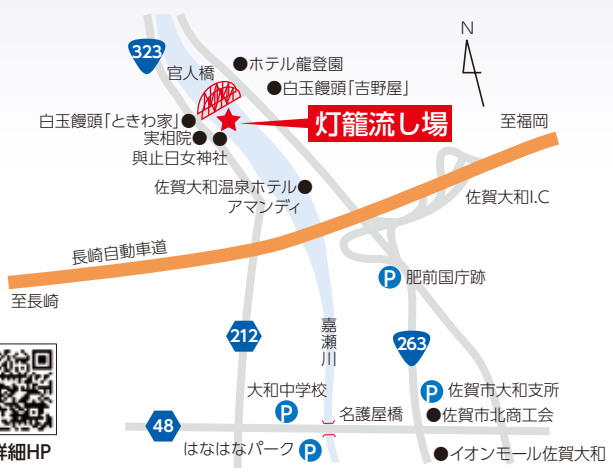 N
323
官人橋
●ホテル龍登園
●白玉饅頭「吉野屋」
白玉饅頭「ときわ家」●
灯籠流し場
至福岡
実相院●
與止日女神社
佐賀大和温泉ホテル●
アマンディ
佐賀大和I.C
長崎自動車道
至長崎
P 肥前国庁跡
嘉瀬川
212
263
大和中学校
P
P 佐賀市大和支所
名護屋橋
●佐賀市北商工会
48
はなはなパーク P
●イオンモール佐賀大和
詳細HP